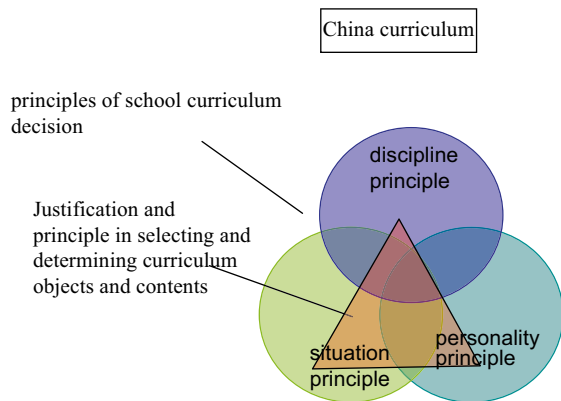 China curriculum
principles of school curriculum
decision
discipline
principle
Justification and
principle in selecting and
determining curriculum
objects and contents
situation
principle
personality
principle